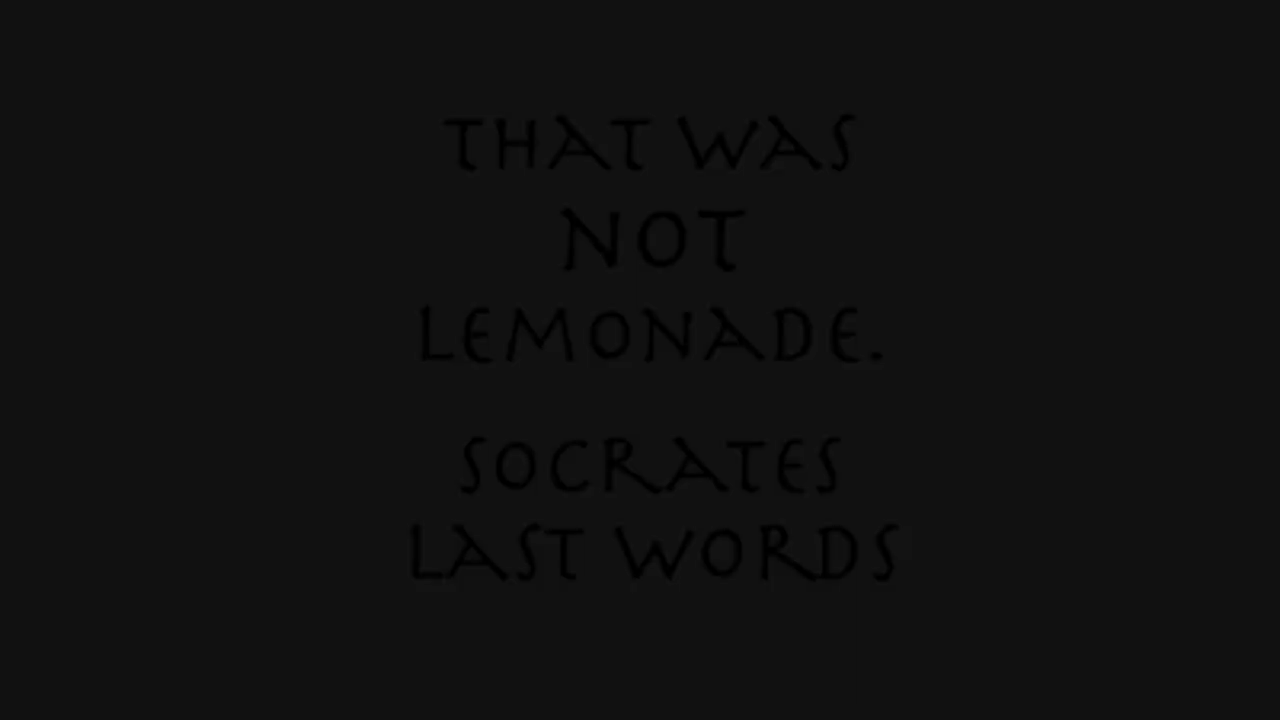 THAT WAS
NOT
LEMONADE.
SOCRATES
LAST WORDS